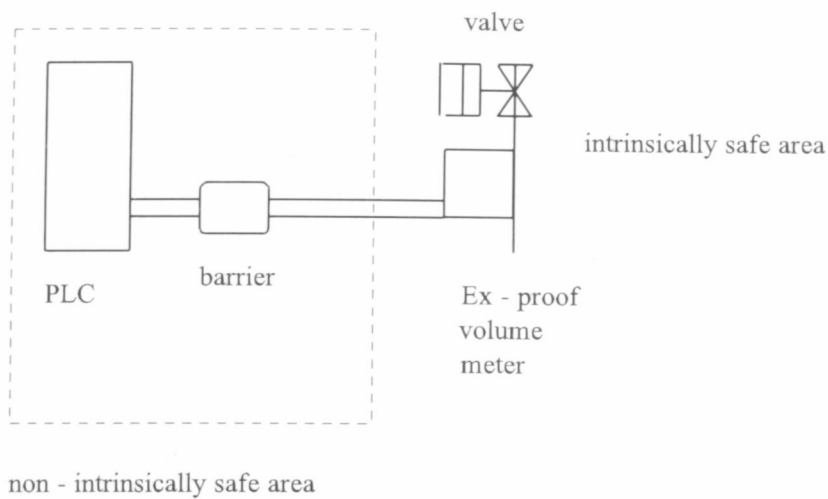 valve
intrinsically safe area
PLC
barrier
Ex - proof
volume
meter
non - intrinsically safe area